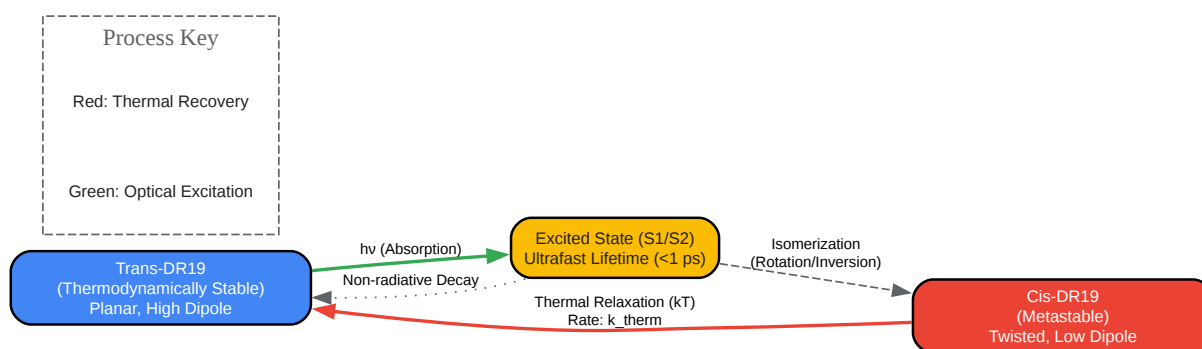 Process Key
Red: Thermal Recovery
Green: Optical Excitation
Trans-DR19
(Thermodynamically Stable)
Planar, High Dipole
hν (Absorption)
Non-radiative Decay
Excited State (S1/S2)
Ultrafast Lifetime (<1 ps)
Isomerization
(Rotation/Inversion)
Thermal Relaxation (kT)
Rate: k_therm
Cis-DR19
(Metastable)
Twisted, Low Dipole